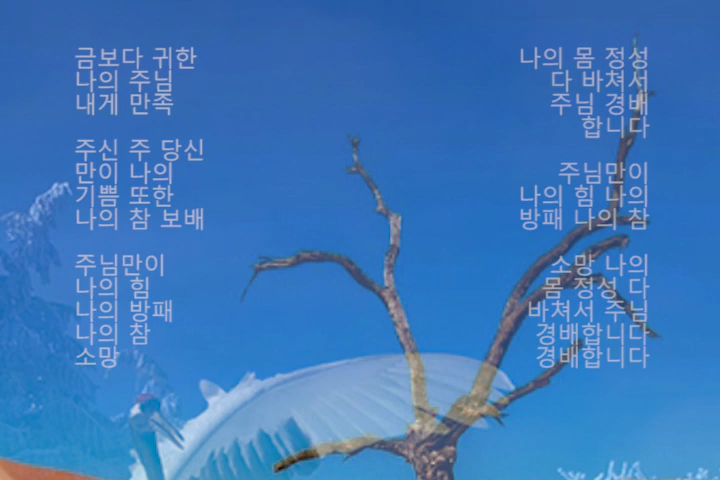 금보다 귀한
나의 주님
내게 만족
주신 주 당신
만이 나의
기쁨 또한
나의 참 보배
주님만이
나의 힘
나의 방패
나의 참
소망
나의 몸 정성
다 바쳐서
주님 경배
합니다
주님만이
나의 힘 나의
방패 나의 참
소망 나의
몸 정성 다
바쳐서 주님
경배합니다
경배합니다